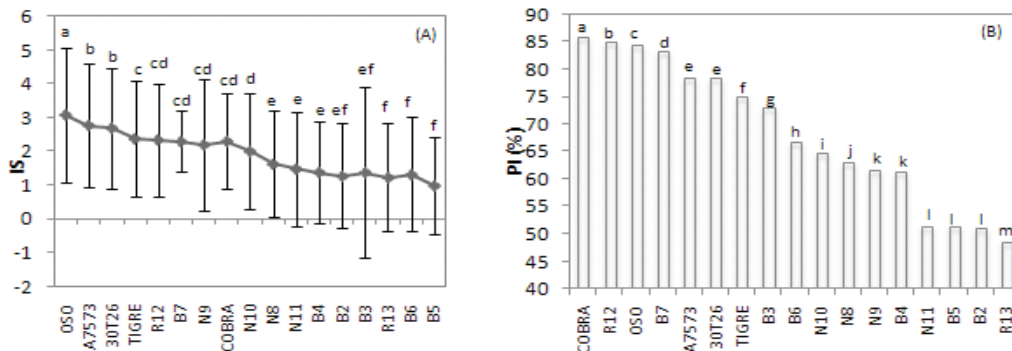 6
5
4
3
2
1
0
-1
-2
IS
(A)
a
b
b
c
cd
cd
cd
cd
d
e
e
e
ef
ef
f
f
f
OSO
A7573
30T26
TIGRE
R12
B7
N9
COBRA
N10
N8
N11
B4
B2
B3
R13
B6
B5
90
85
80
75
70
65
60
55
50
45
40
PI (%)
(B)
a
b
c
d
e
e
f
g
h
i
j
k
k
l
l
l
m
COBRA
R12
OSO
B7
A7573
30T26
TIGRE
B3
B6
N10
N8
N9
B4
N11
B5
B2
R13